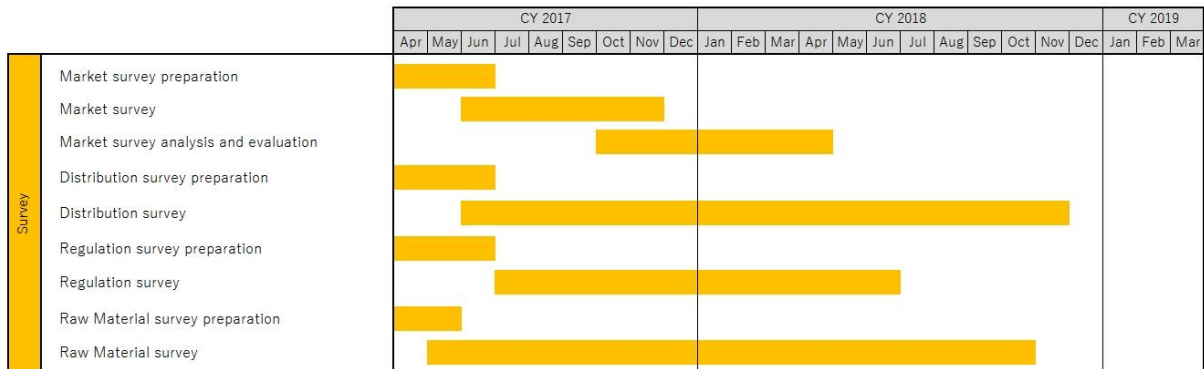 CY 2017 CY 2018 CY 2019
Apr May Jun Jul Aug Sep Oct Nov Dec Jan Feb Mar Apr May Jun Jul Aug Sep Oct Nov Dec Jan Feb Mar
Survey
Market survey preparation
Market survey
Market survey analysis and evaluation
Distribution survey preparation
Distribution survey
Regulation survey preparation
Regulation survey
Raw Material survey preparation
Raw Material survey